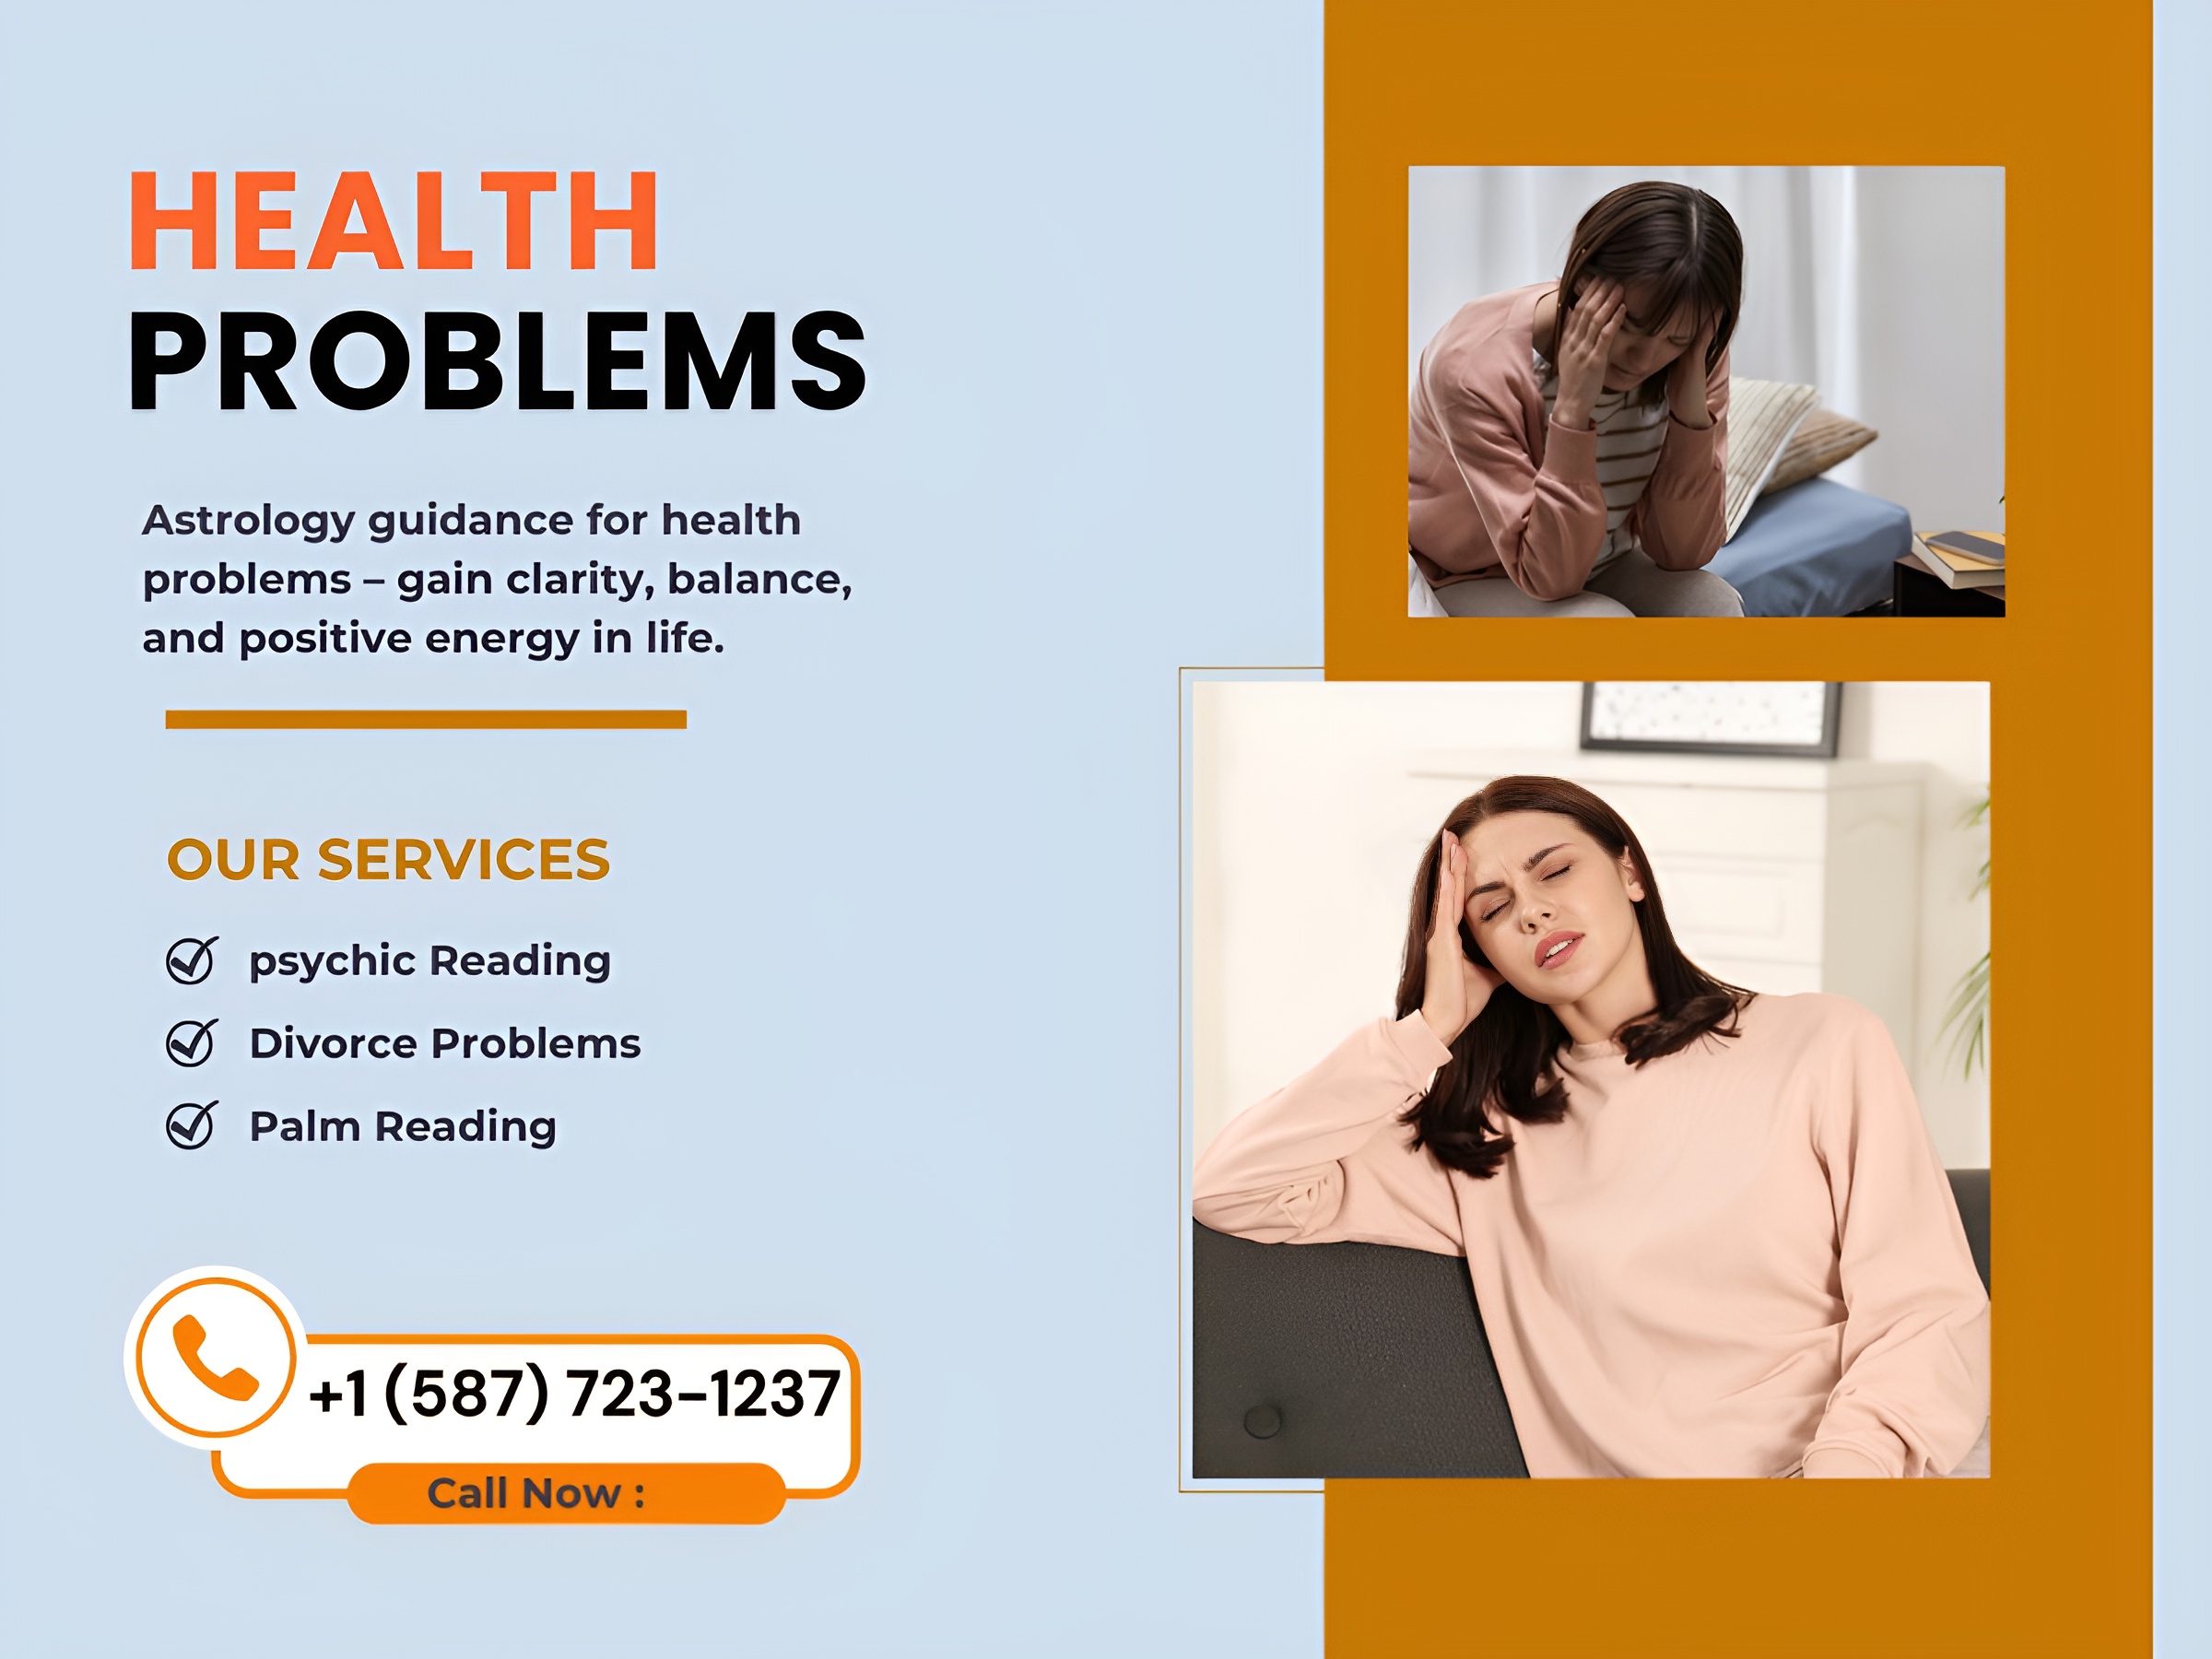 HEALTH
PROBLEMS
Astrology guidance for health
problems – gain clarity, balance,
and positive energy in life.
OUR SERVICES
psychic Reading
Divorce Problems
Palm Reading
+1 (587) 723-1237
Call Now :